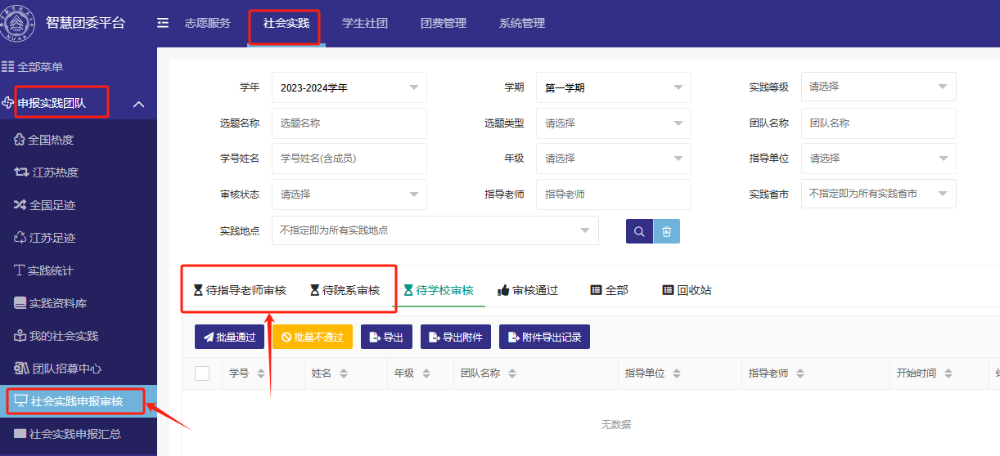 智慧团委平台
志愿服务
社会实践
学生社团
团费管理
系统管理
全部菜单
申报实践团队
全国热度
江苏热度
全国足迹
江苏足迹
实践统计
实践资料库
我的社会实践
团队招募中心
社会实践申报审核
社会实践申报汇总
学年 2023-2024学年 学期 第一学期 实践等级 请选择
选题名称 选题名称 选题类型 请选择 团队名称 团队名称
学号姓名 学号姓名(含成员) 年级 请选择 指导单位 请选择
审核状态 请选择 指导老师 指导老师 实践省市 不指定即为所有实践省市
实践地点 不指定即为所有实践地点
待指导老师审核 待院系审核 待学校审核 审核通过 全部 回收站
批量通过 批量不通过 导出 导出附件 附件导出记录
学号 姓名 年级 团队名称 指导单位 指导老师 开始时间
无数据